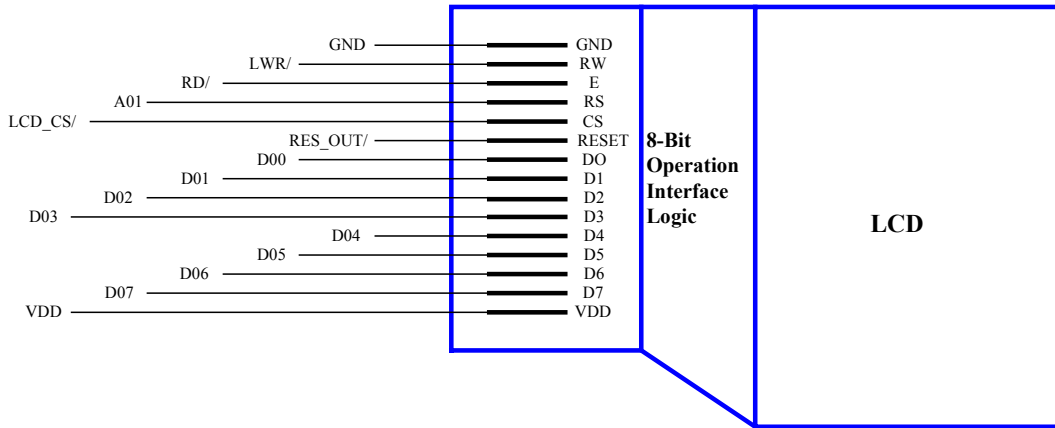 GND GND
LWR/ RW
RD/ E
A01 RS
LCD_CS/ CS
RES_OUT/ RESET
D00 DO
D01 D1
D02 D2
D03 D3
D04 D4
D05 D5
D06 D6
D07 D7
VDD VDD
8-Bit
Operation
Interface
Logic
LCD